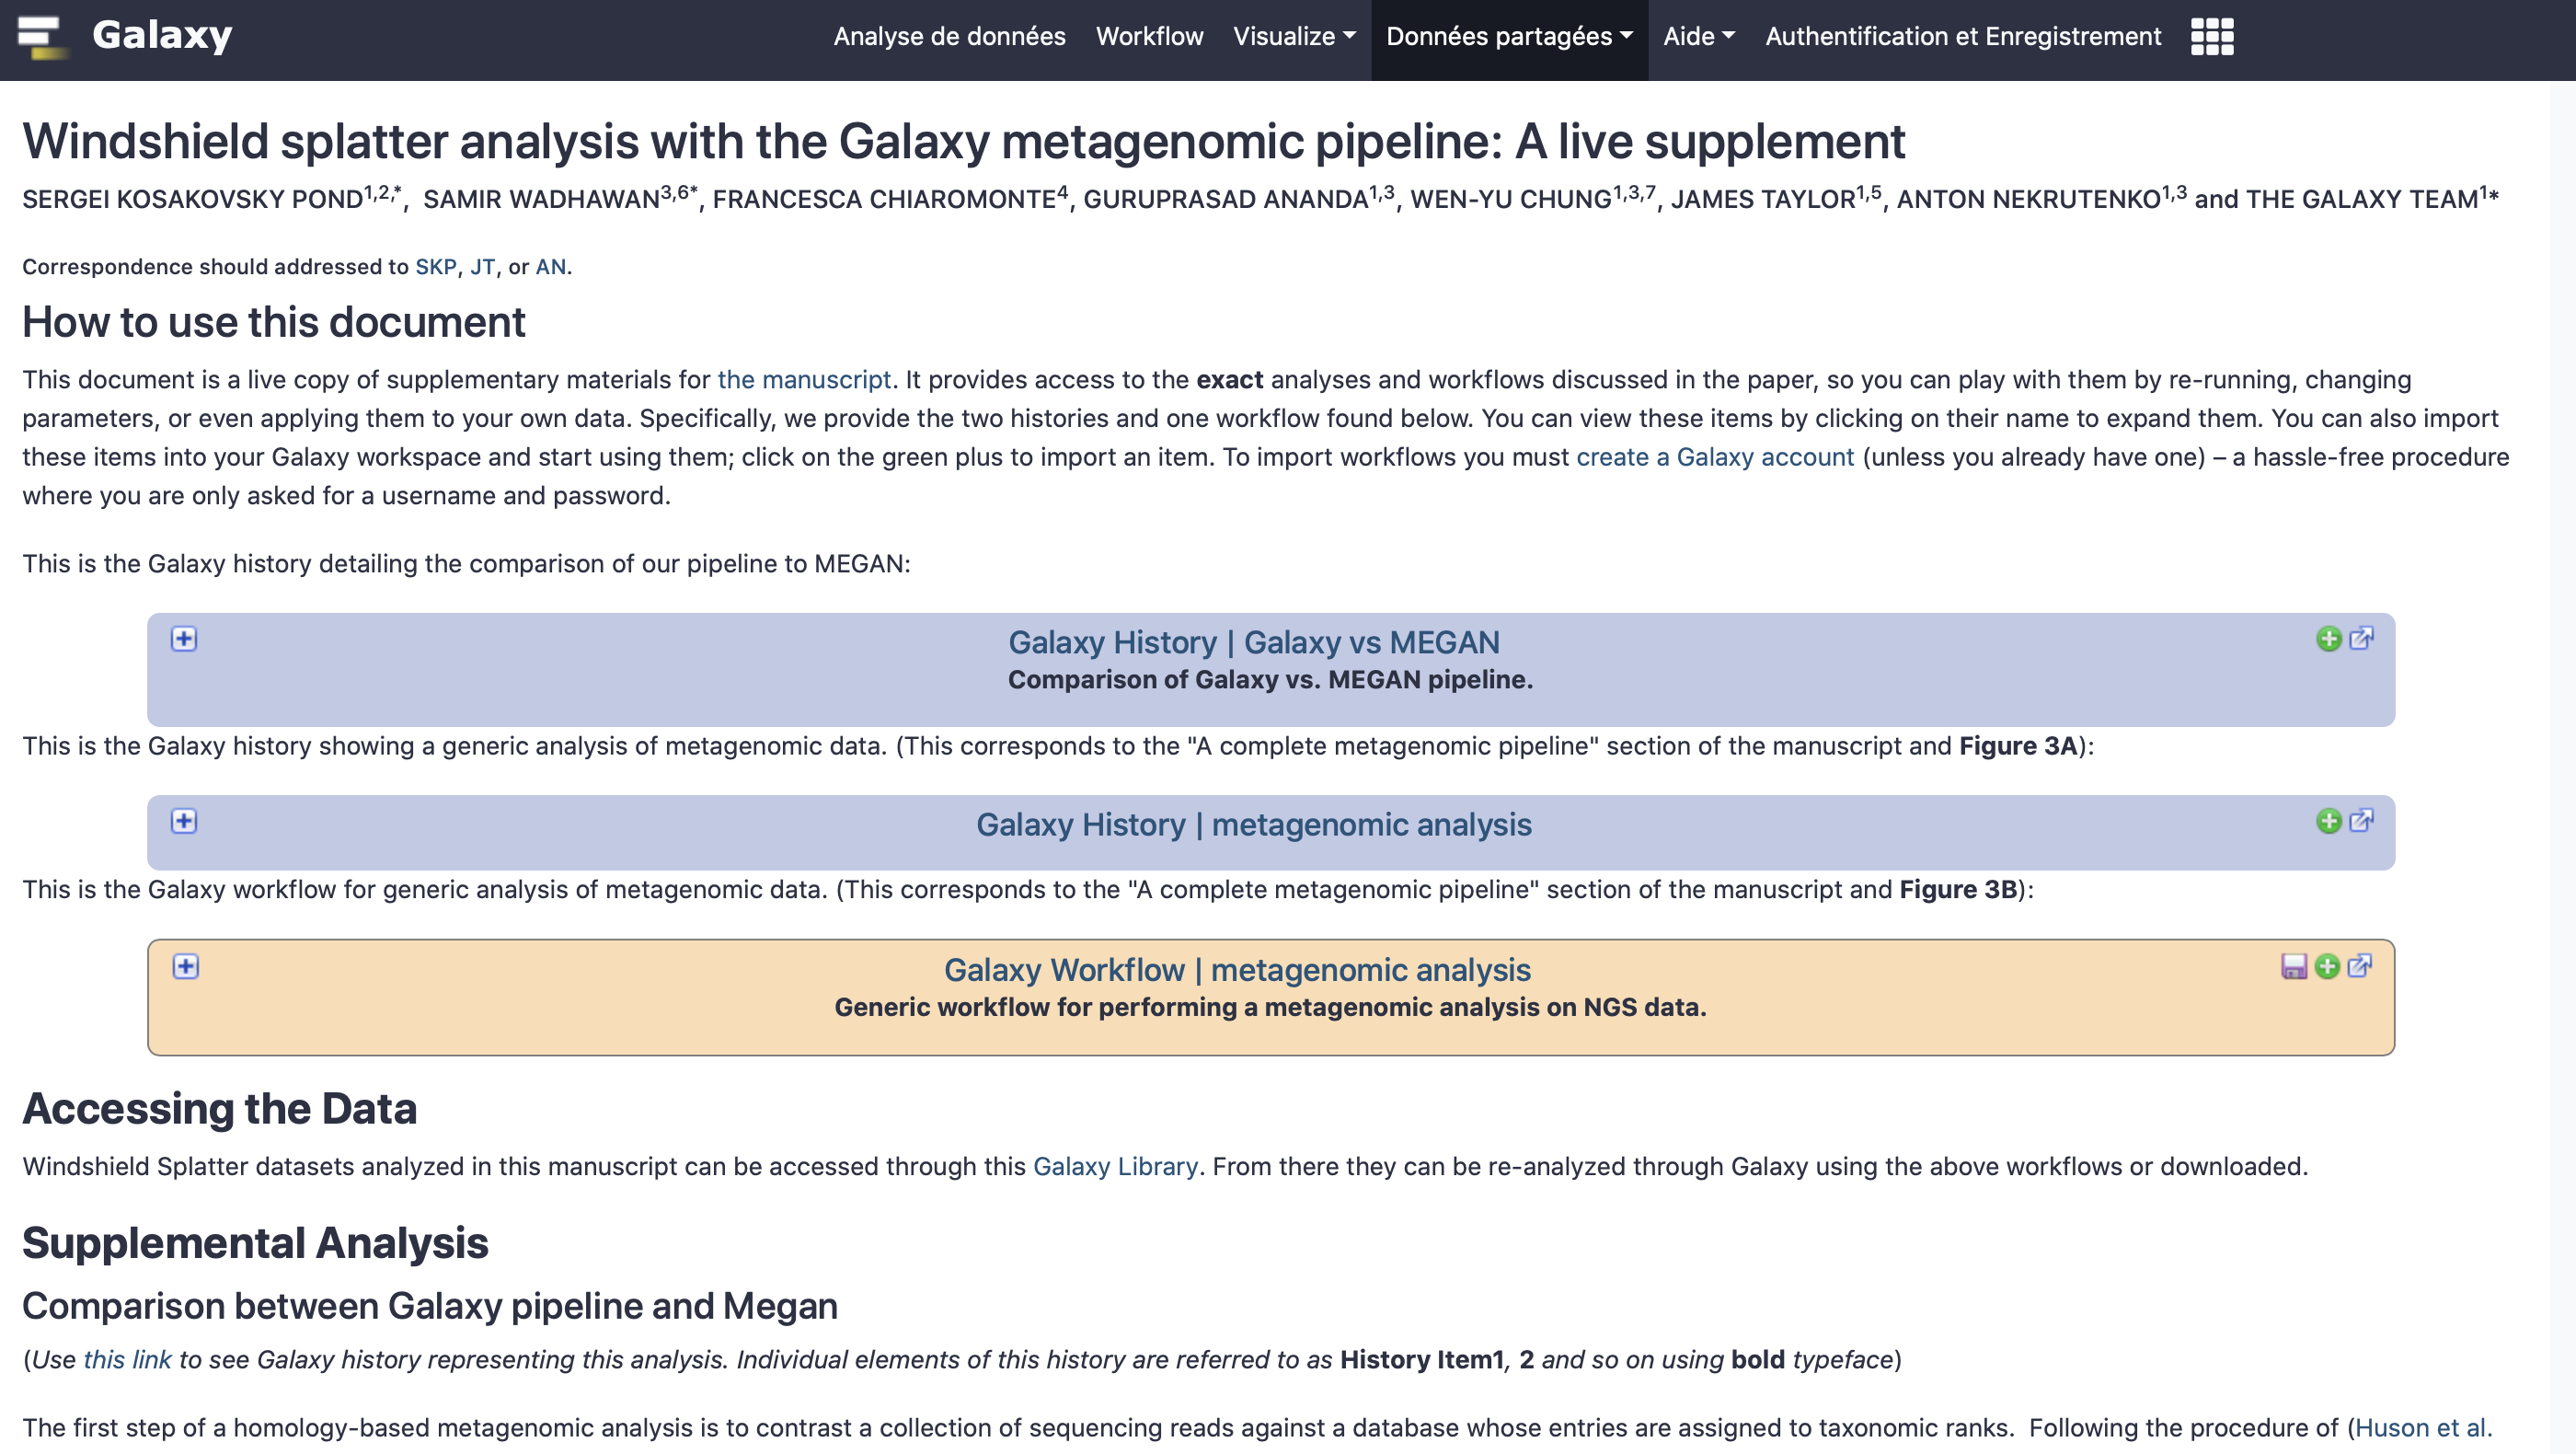 Galaxy
Analyse de données Workflow Visualize Données partagées Aide Authentification et Enregistrement
Windshield splatter analysis with the Galaxy metagenomic pipeline: A live supplement
SERGEI KOSAKOVSKY POND1,2,*, SAMIR WADHAWAN3,6*, FRANCESCA CHIAROMONTE4, GURUPRASAD ANANDA1,3, WEN-YU CHUNG1,3,7, JAMES TAYLOR1,5, ANTON NEKRUTENKO1,3 and THE GALAXY TEAM1*
Correspondence should addressed to SKP, JT, or AN.
How to use this document
This document is a live copy of supplementary materials for the manuscript. It provides access to the exact analyses and workflows discussed in the paper, so you can play with them by re-running, changing
parameters, or even applying them to your own data. Specifically, we provide the two histories and one workflow found below. You can view these items by clicking on their name to expand them. You can also import
these items into your Galaxy workspace and start using them; click on the green plus to import an item. To import workflows you must create a Galaxy account (unless you already have one) – a hassle-free procedure
where you are only asked for a username and password.
This is the Galaxy history detailing the comparison of our pipeline to MEGAN:
Galaxy History | Galaxy vs MEGAN
Comparison of Galaxy vs. MEGAN pipeline.
This is the Galaxy history showing a generic analysis of metagenomic data. (This corresponds to the "A complete metagenomic pipeline" section of the manuscript and Figure 3A):
Galaxy History | metagenomic analysis
This is the Galaxy workflow for generic analysis of metagenomic data. (This corresponds to the "A complete metagenomic pipeline" section of the manuscript and Figure 3B):
Galaxy Workflow | metagenomic analysis
Generic workflow for performing a metagenomic analysis on NGS data.
Accessing the Data
Windshield Splatter datasets analyzed in this manuscript can be accessed through this Galaxy Library. From there they can be re-analyzed through Galaxy using the above workflows or downloaded.
Supplemental Analysis
Comparison between Galaxy pipeline and Megan
(Use this link to see Galaxy history representing this analysis. Individual elements of this history are referred to as History Item1, 2 and so on using bold typeface)
The first step of a homology-based metagenomic analysis is to contrast a collection of sequencing reads against a database whose entries are assigned to taxonomic ranks. Following the procedure of (Huson et al.